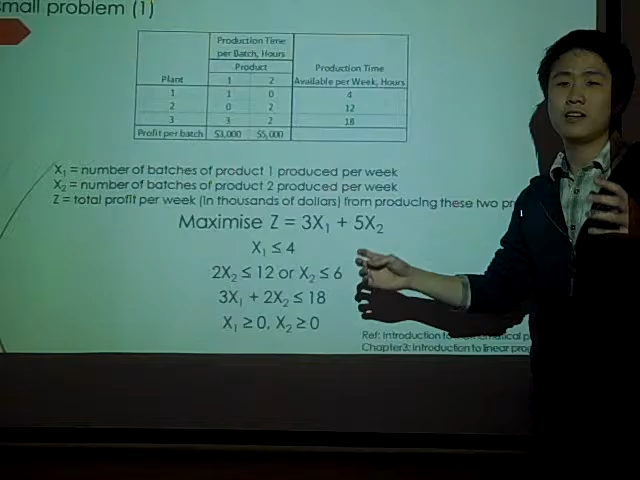 small problem (1)
Production Time
per Batch, Hours
Product
Production Time
Available per Week, Hours
Plant 1 2
1 1 0 4
2 0 2 12
3 3 2 18
Profit per batch $3,000 $5,000
X₁ = number of batches of product 1 produced per week
X₂ = number of batches of product 2 produced per week
Z = total profit per week (in thousands of dollars) from producing these two pr
Maximise Z = 3X₁ + 5X₂
X₁ ≤ 4
2X₂ ≤ 12 or X₂ ≤ 6
3X₁ + 2X₂ ≤ 18
X₁ ≥ 0, X₂ ≥ 0
Ref: Introduction to
Chapter3: Introduction to linear prog